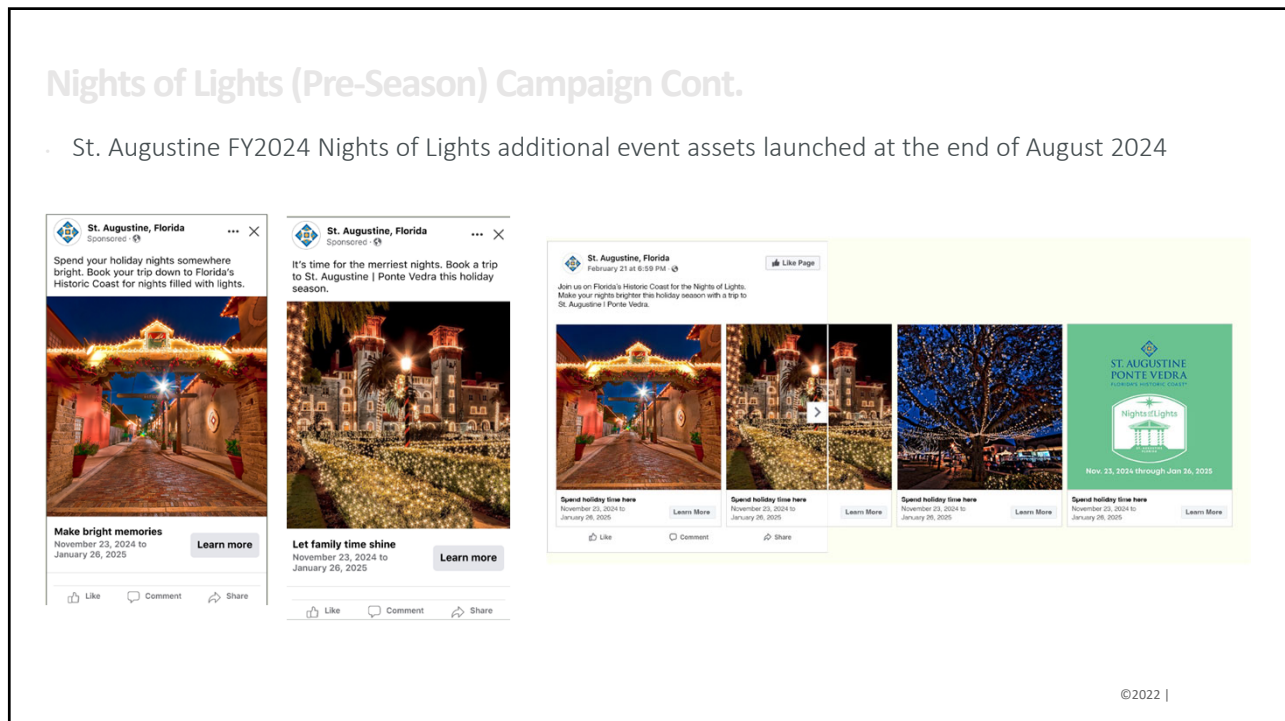 Nights of Lights (Pre-Season) Campaign Cont.
St. Augustine FY2024 Nights of Lights additional event assets launched at the end of August 2024
St. Augustine, Florida
Sponsored ·
Spend your holiday nights somewhere
bright. Book your trip down to Florida's
Historic Coast for nights filled with lights.
Make bright memories
November 23, 2024 to
January 26, 2025
Learn more
Like Comment Share
St. Augustine, Florida
Sponsored ·
It's time for the merriest nights. Book a trip
to St. Augustine | Ponte Vedra this holiday
season.
Let family time shine
November 23, 2024 to
January 26, 2025
Learn more
Like Comment Share
St. Augustine, Florida
February 21 at 6:59 PM ·
Like Page
Join us on Florida's Historic Coast for the Nights of Lights.
Make your nights brighter this holiday season with a trip to
St. Augustine | Ponte Vedra.
Spend holiday time here
November 23, 2024 to
January 26, 2025
Learn More
Spend holiday time here
November 23, 2024 to
January 26, 2025
Learn More
Spend holiday time here
November 23, 2024 to
January 26, 2025
Learn More
ST. AUGUSTINE
PONTE VEDRA
FLORIDA'S HISTORIC COAST
Nights of Lights
ST. AUGUSTINE
FLORIDA
Nov. 23, 2024 through Jan 26, 2025
Spend holiday time here
November 23, 2024 to
January 26, 2025
Learn More
Like Comment Share
©2022 |